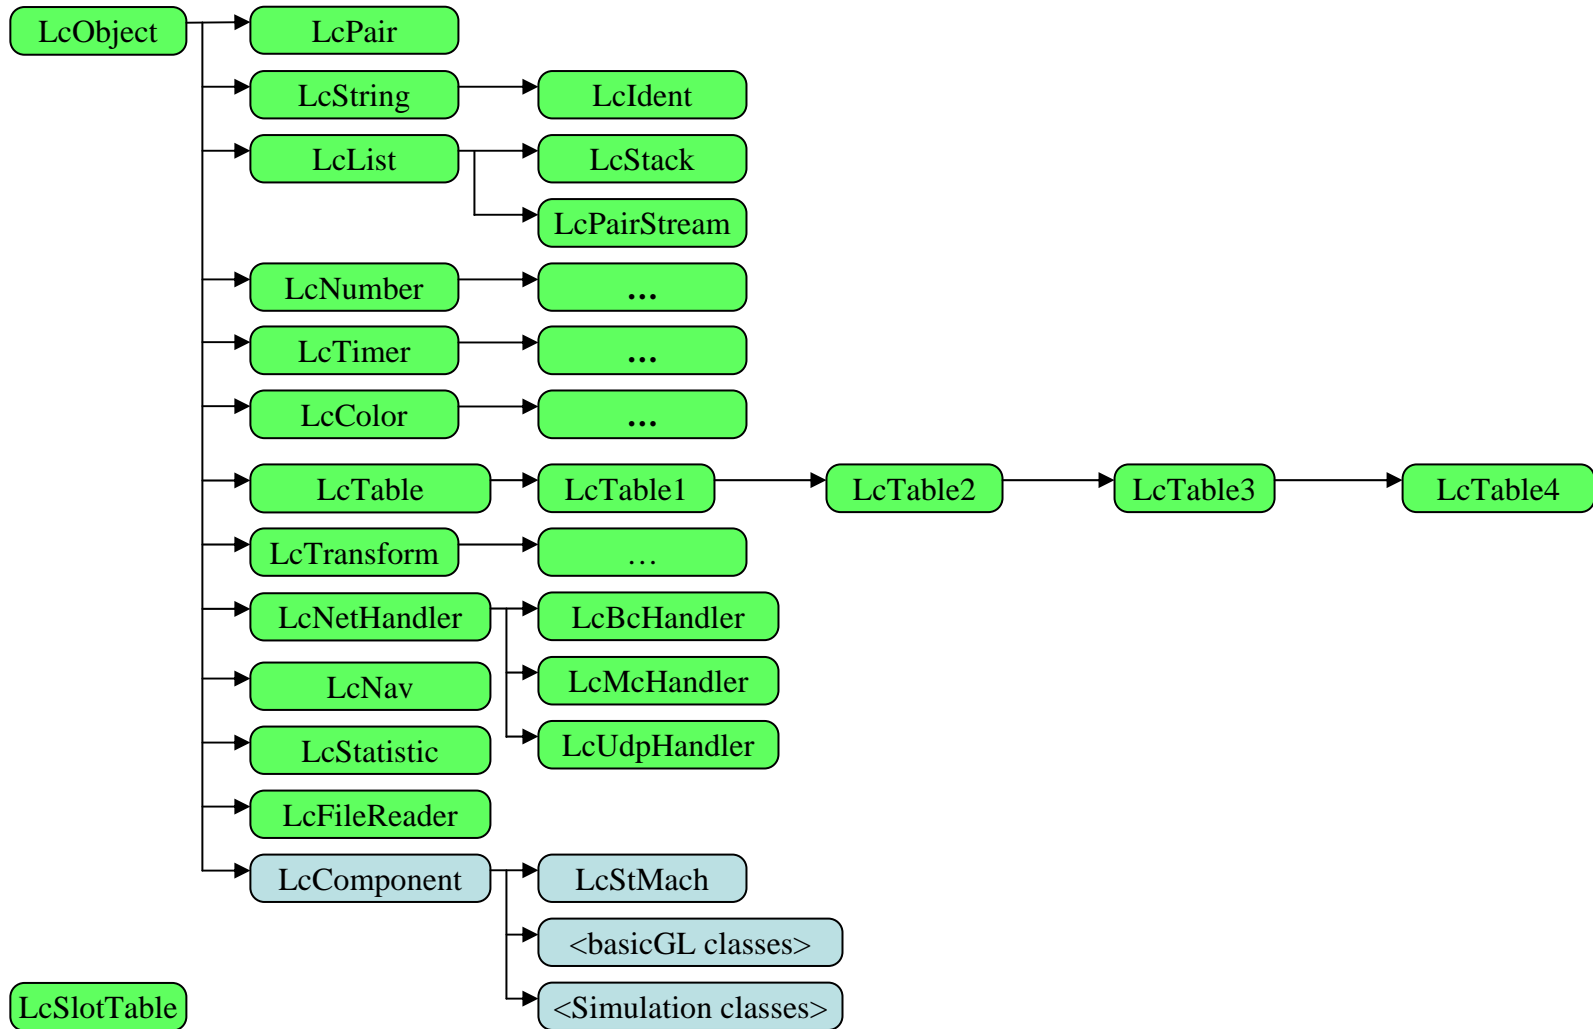 LcObject
LcPair
LcString
LcIdent
LcList
LcStack
LcPairStream
LcNumber
...
LcTimer
...
LcColor
...
LcTable
LcTable1
LcTable2
LcTable3
LcTable4
LcTransform
...
LcNetHandler
LcBcHandler
LcMcHandler
LcNav
LcUdpHandler
LcStatistic
LcFileReader
LcComponent
LcStMach
<basicGL classes>
<Simulation classes>
LcSlotTable